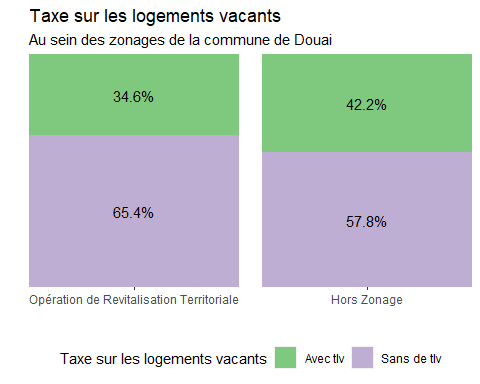 Taxe sur les logements vacants
Au sein des zonages de la commune de Douai
34.6%
42.2%
65.4%
57.8%
Opération de Revitalisation Territoriale
Hors Zonage
Taxe sur les logements vacants Avec tlv Sans de tlv